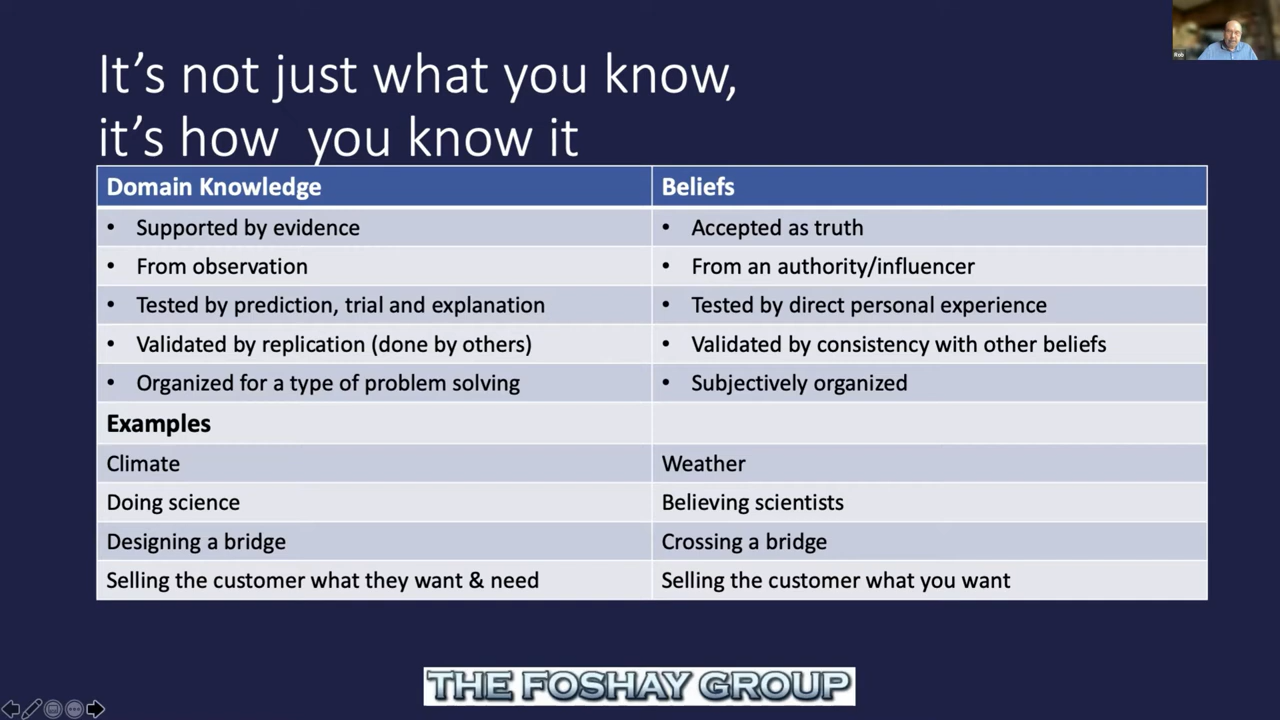 Rob
It’s not just what you know,
it’s how  you know it
Domain Knowledge
Beliefs
• Supported by evidence
• Accepted as truth
• From observation
• From an authority/influencer
• Tested by prediction, trial and explanation
• Tested by direct personal experience
• Validated by replication (done by others)
• Validated by consistency with other beliefs
• Organized for a type of problem solving
• Subjectively organized
Examples
Climate
Weather
Doing science
Believing scientists
Designing a bridge
Crossing a bridge
Selling the customer what they want & need
Selling the customer what you want
THE FOSHAY GROUP